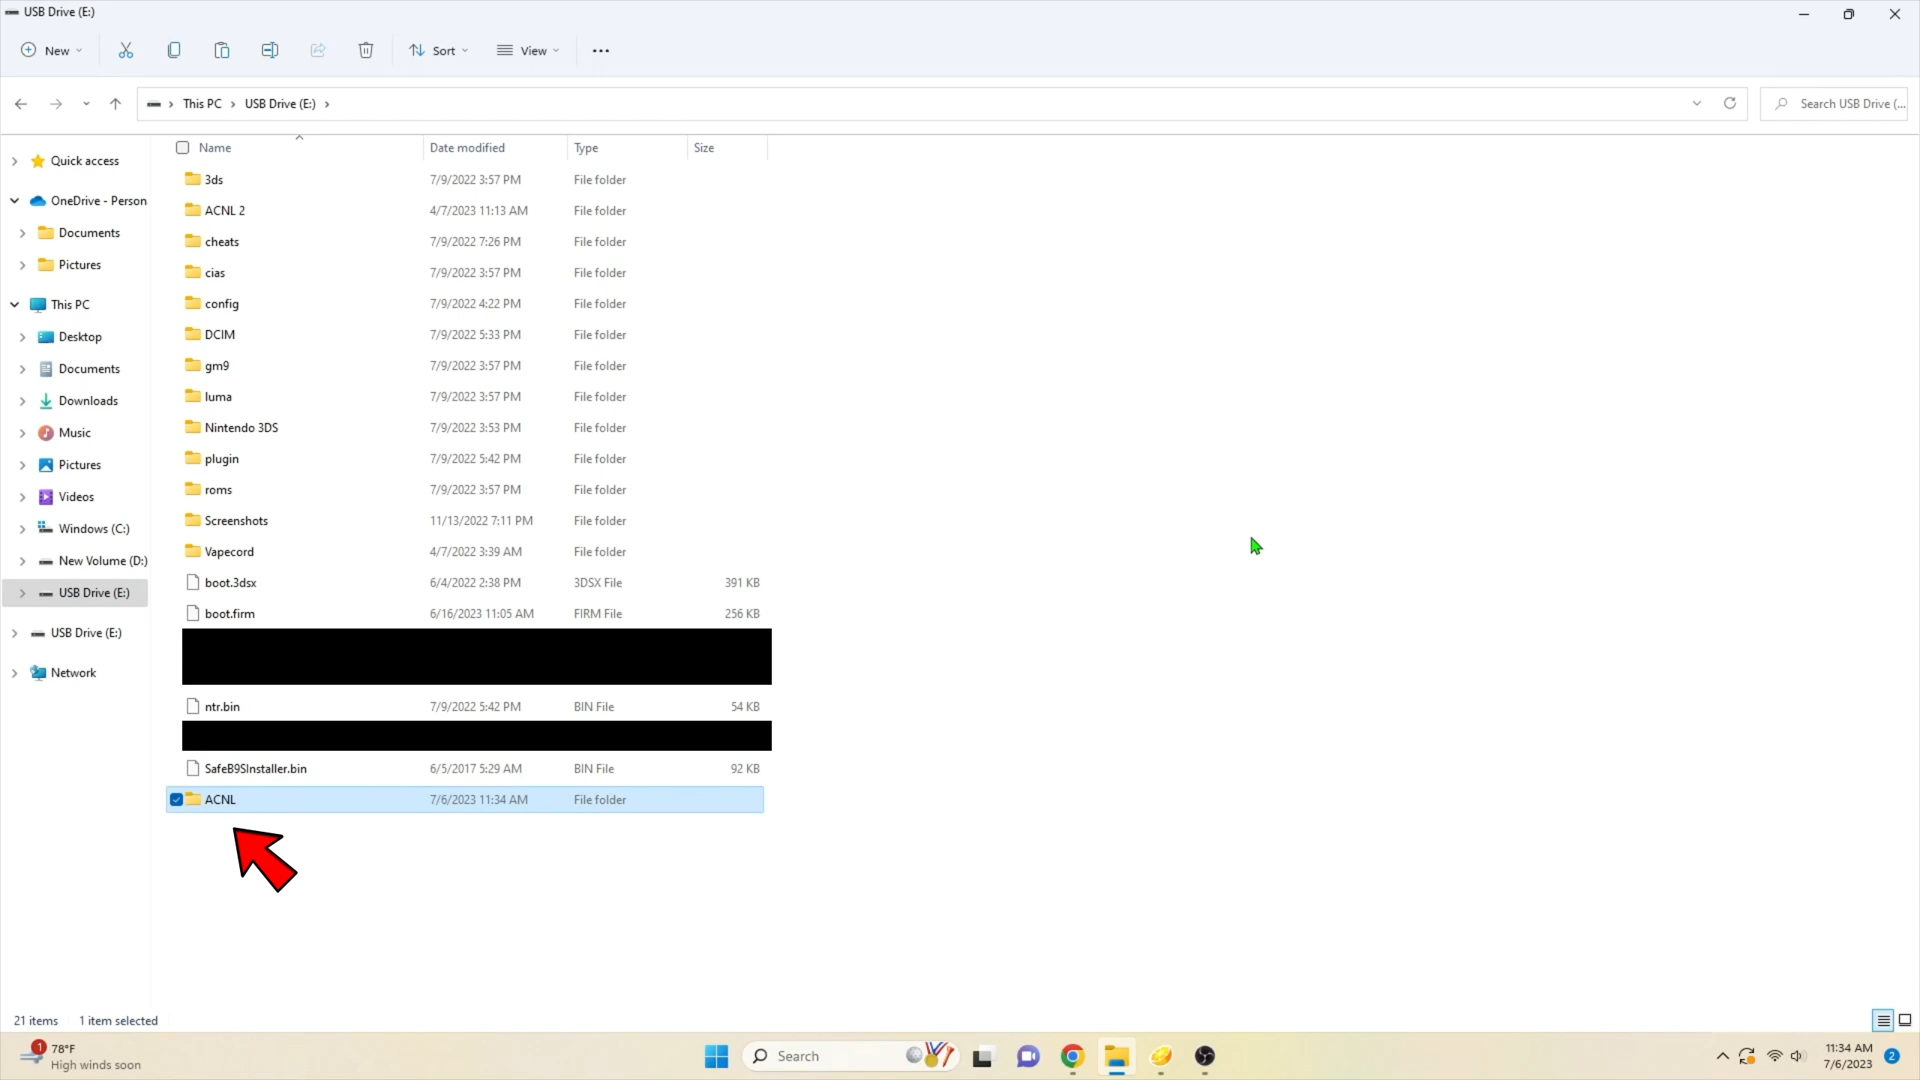 USB Drive (E:)
New
Sort
View
This PC
USB Drive (E:)
Search USB Drive (...
Name Date modified Type Size
Quick access
OneDrive - Person
Documents
Pictures
This PC
Desktop
Documents
Downloads
Music
Pictures
Videos
Windows (C:)
New Volume (D:)
USB Drive (E:)
USB Drive (E:)
Network
3ds 7/9/2022 3:57 PM File folder
ACNL 2 4/7/2023 11:13 AM File folder
cheats 7/9/2022 7:26 PM File folder
cias 7/9/2022 3:57 PM File folder
config 7/9/2022 4:22 PM File folder
DCIM 7/9/2022 5:33 PM File folder
gm9 7/9/2022 3:57 PM File folder
luma 7/9/2022 3:57 PM File folder
Nintendo 3DS 7/9/2022 3:53 PM File folder
plugin 7/9/2022 5:42 PM File folder
roms 7/9/2022 3:57 PM File folder
Screenshots 11/13/2022 7:11 PM File folder
Vapecord 4/7/2022 3:39 AM File folder
boot.3dsx 6/4/2022 2:38 PM 3DSX File 391 KB
boot.firm 6/16/2023 11:05 AM FIRM File 256 KB
ntr.bin 7/9/2022 5:42 PM BIN File 54 KB
SafeB9SInstaller.bin 6/5/2017 5:29 AM BIN File 92 KB
ACNL 7/6/2023 11:34 AM File folder
21 items 1 item selected
1
78°F
High winds soon
Search
11:34 AM
7/6/2023
2